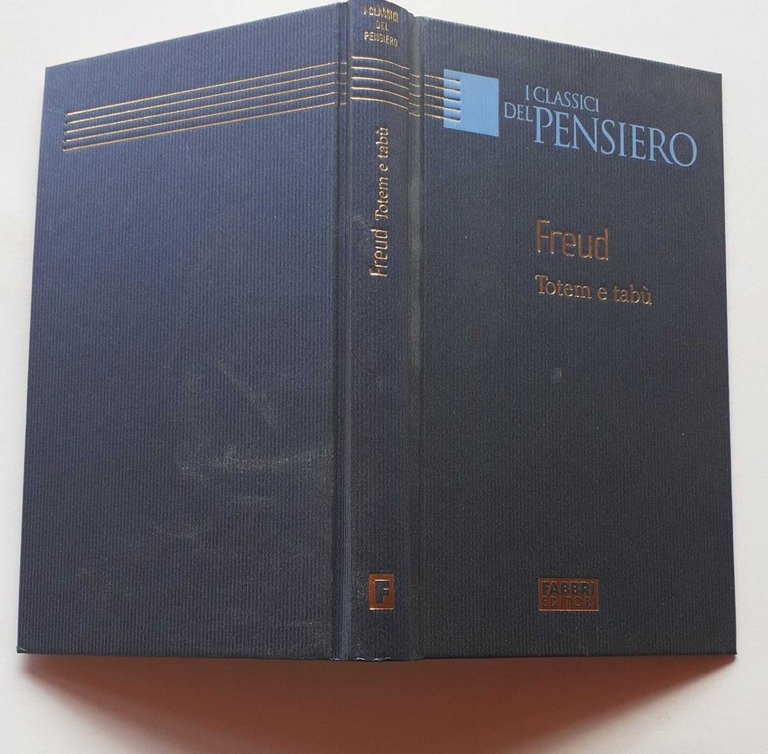 I CLASSICI
DEL
PENSIERO
Freud Totem e tabù
F
I CLASSICI
DEL PENSIERO
Freud
Totem e tabù
FABBRI
EDITORI